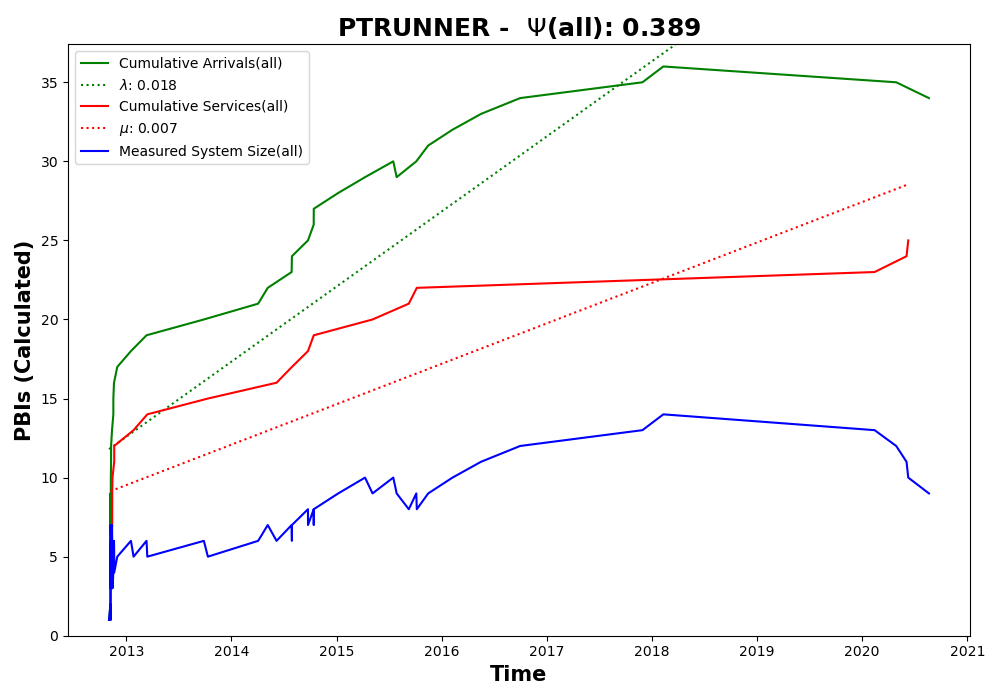 PTRUNNER - Ψ(all): 0.389
Cumulative Arrivals(all)
λ: 0.018
Cumulative Services(all)
μ: 0.007
Measured System Size(all)
PBIs (Calculated)
35
30
25
20
15
10
5
0
2013 2014 2015 2016 2017 2018 2019 2020 2021
Time